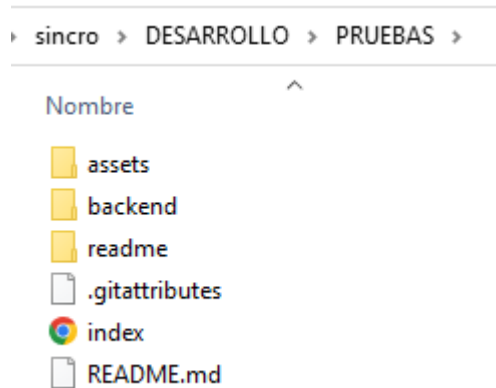 sincro > DESARROLLO > PRUEBAS >
Nombre
assets
backend
readme
.gitattributes
index
README.md